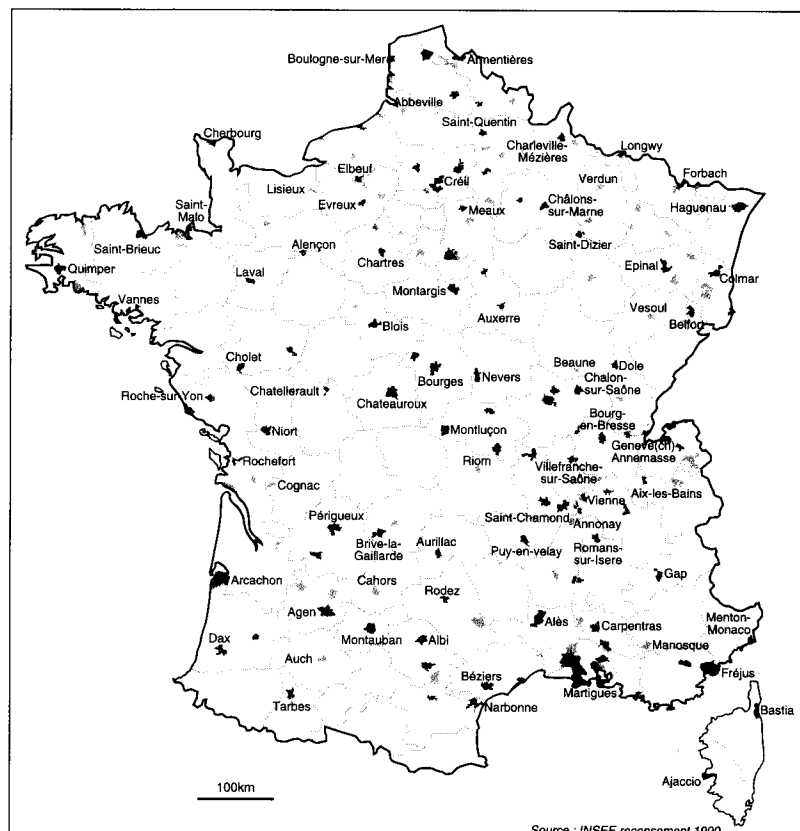 Boulogne-sur-Mer
Armentières
Abbeville
Saint-Quentin
Cherbourg
Charleville-
Mézières
Longwy
Elbeuf
Creil
Verdun
Forbach
Lisieux
Saint-
Malo
Evreux
Meaux
Châlons-
sur-Marne
Haguenau
Saint-Brieuc
Alençon
Chartres
Saint-Dizier
Quimper
Laval
Epinal
Colmar
Montargis
Vannes
Auxerre
Vesoul
Belfort
Blois
Cholet
Beaune
Dole
Bourges
Nevers
Chalon-
sur-Saône
Roche-sur-Yon
Chatellerault
Chateauroux
Bourg-
en-Bresse
Niort
Montluçon
Genève(ch)
Annemasse
Rochefort
Riom
Villefranche-
sur-Saône
Cognac
Aix-les-Bains
Vienne
Périgueux
Saint-Chamond
Annonay
Brive-la-
Gaillarde
Aurillac
Puy-en-velay
Romans-
sur-Isere
Arcachon
Cahors
Gap
Rodez
Agen
Alès
Carpentras
Menton-
Monaco
Dax
Montauban
Albi
Manosque
Auch
Fréjus
Béziers
Martigues
Tarbes
Narbonne
Bastia
100km
Ajaccio
Source : INSEE recensement 1990